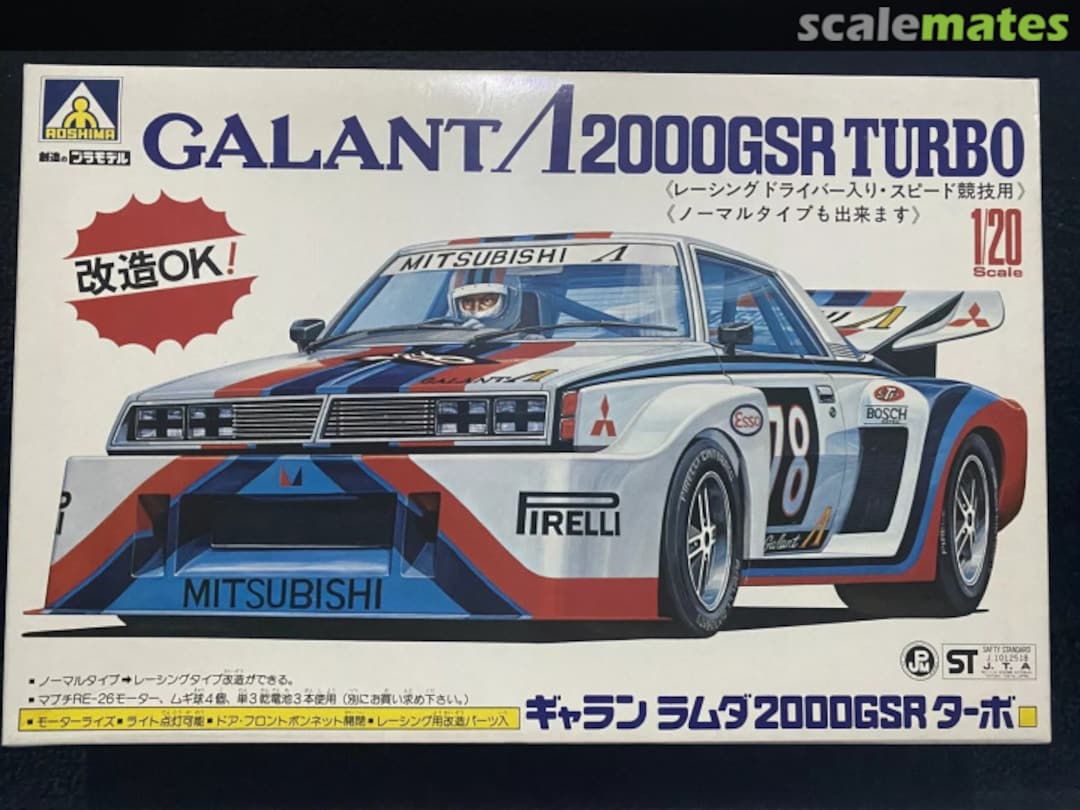 scalemates
AOSHIMA
創造のプラモデル
GALANT Λ 2000GSR TURBO
《レーシングドライバー入り・スピード競技用》
《ノーマルタイプも出来ます》
1/20
Scale
改造OK!
MITSUBISHI Λ
GALANT Λ
Λ
STP
BOSCH
Esso
78
PIRELLI
Galant Λ
MITSUBISHI
JPM
ST
SAFTY STANDARD
J.T.A
■ノーマルタイプ➡レーシングタイプ改造ができる。
■マブチRE-26モーター、ムギ球4個、単3乾電池3本使用(別にお買い求め下さい。)
■モーターライズ■ライト点灯可能■ドア・フロントボンネット開閉■レーシング用改造パーツ入
ギャラン ラムダ2000GSR ターボ